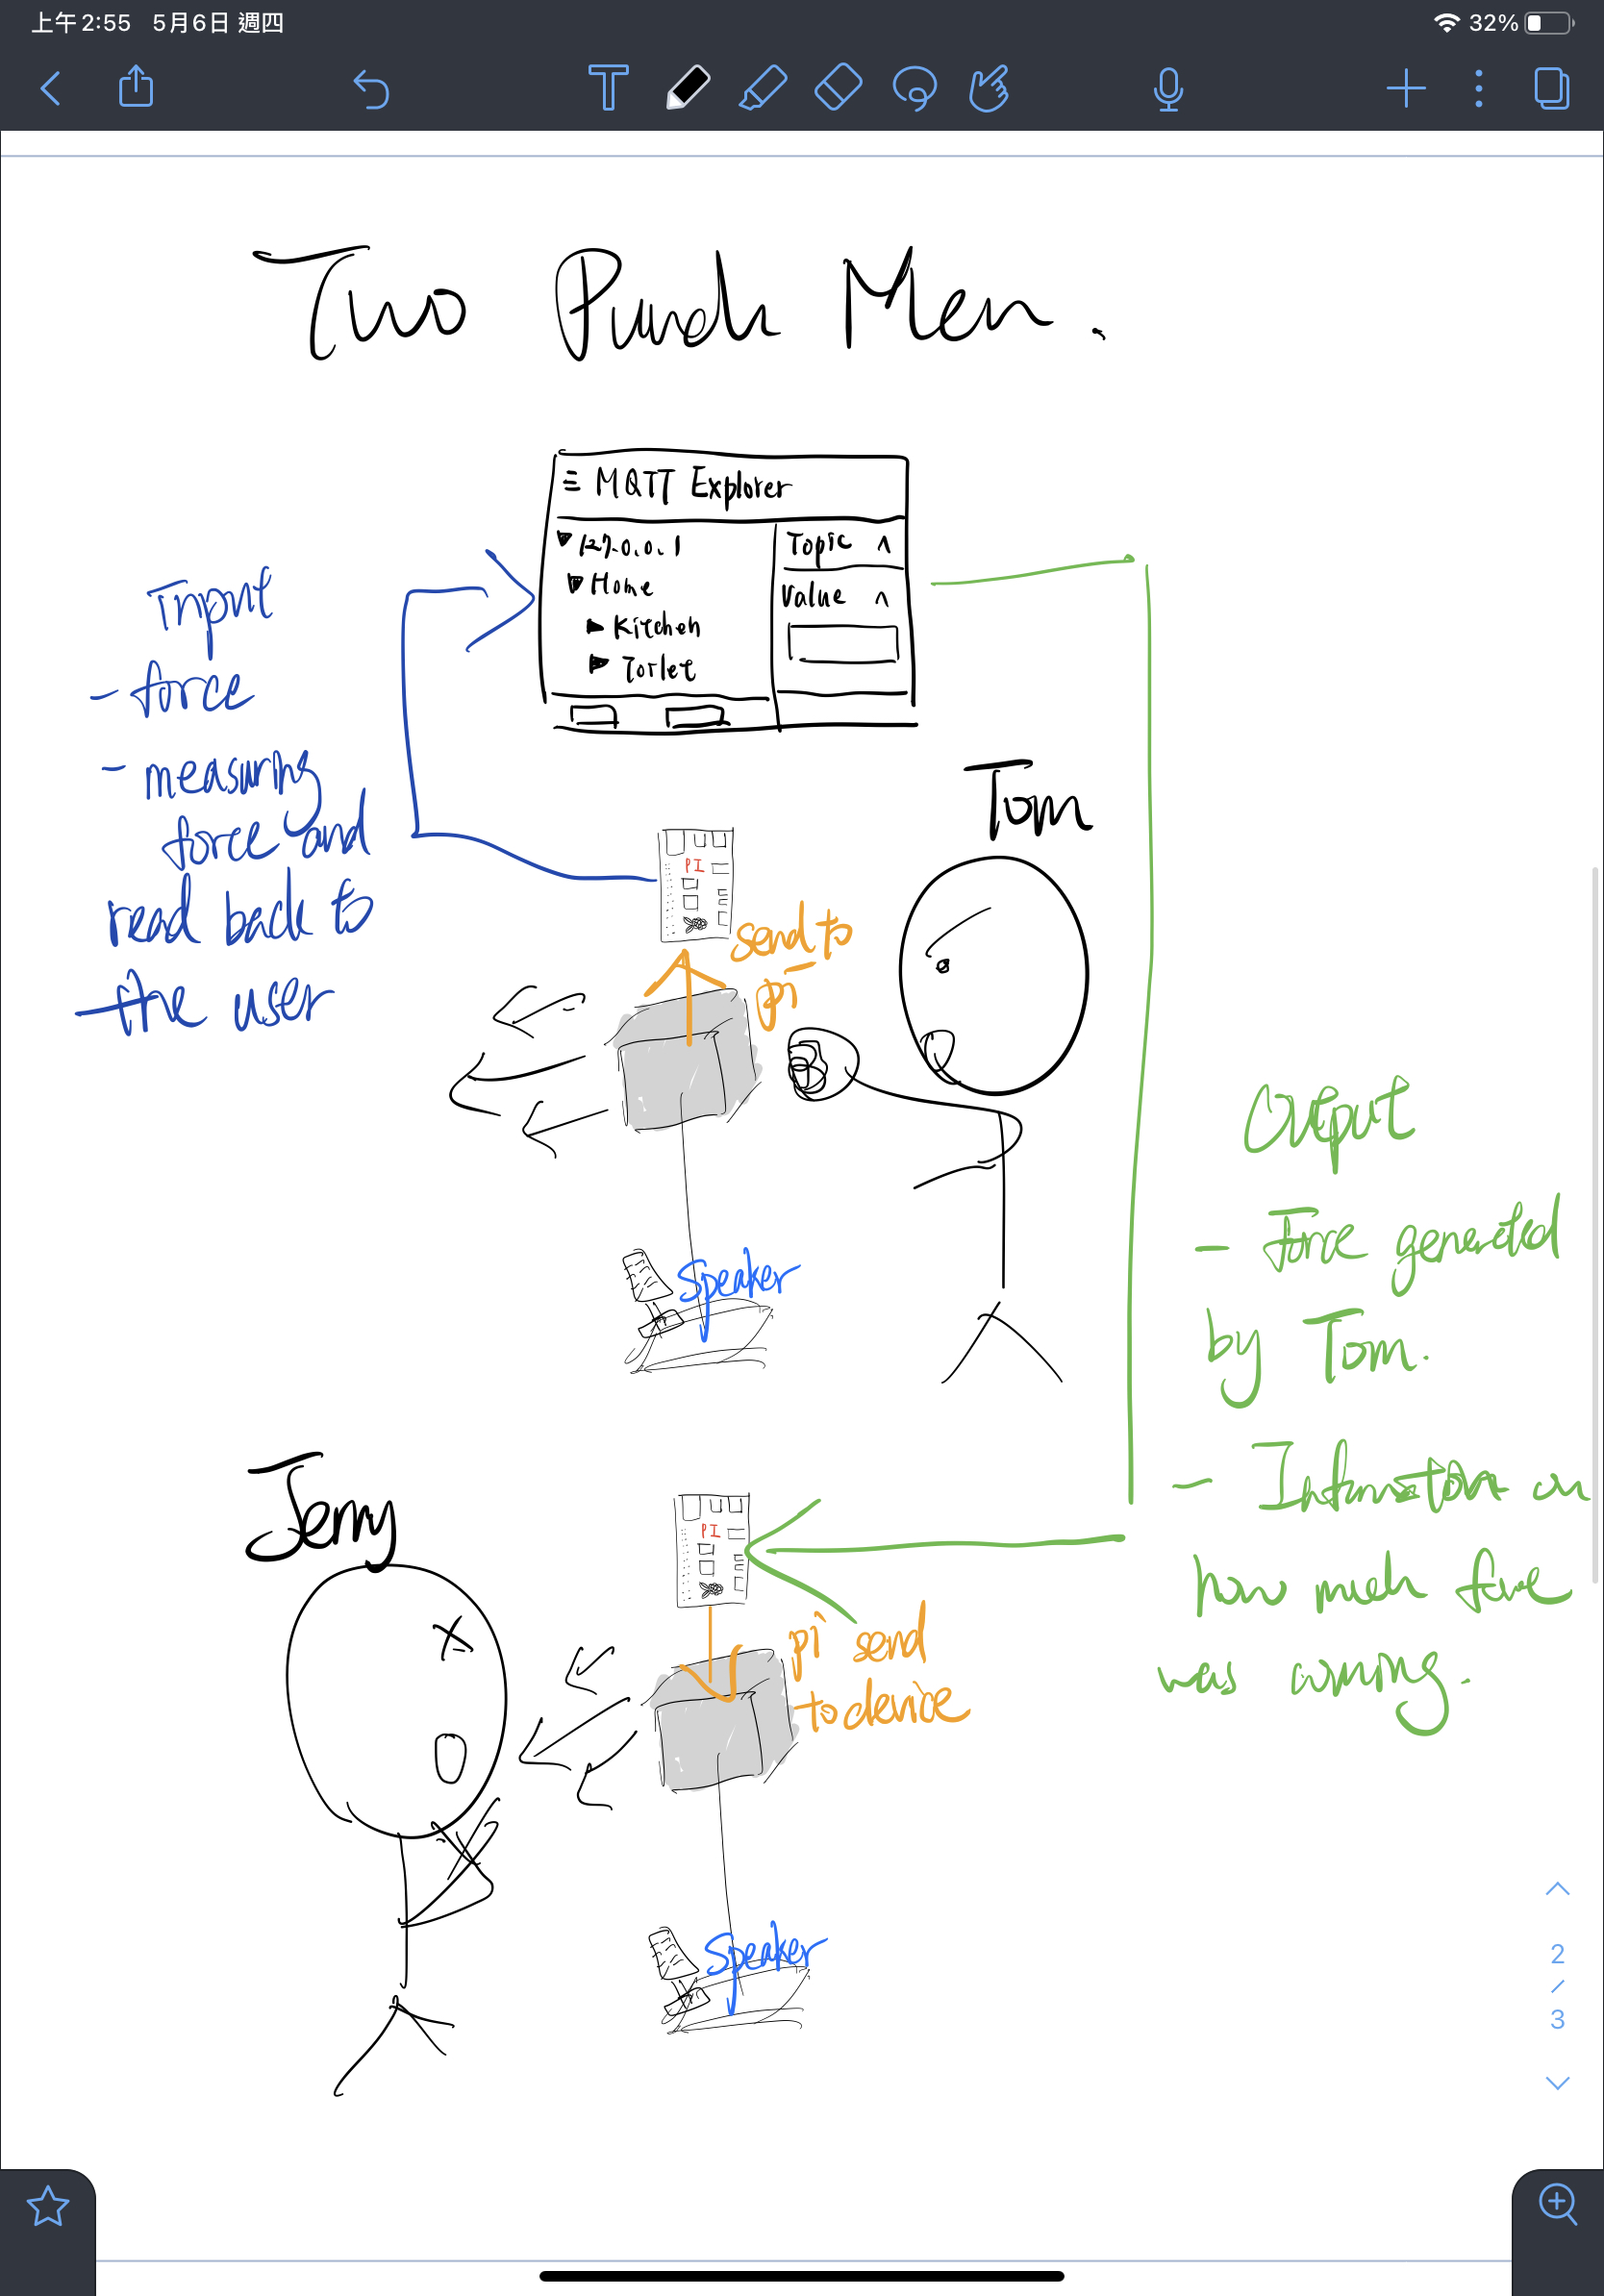 上午2:55 5月6日 週四
32%
Two Punch Men.
MQTT Explorer
127.0.0.1
Home
Kitchen
Toilet
Topic ^
Value ^
Input
- force
- measuring
force and
read back to
the user
Tom
PI
send to
pi
Speaker
Output
- Force generated
by Tom.
- Information on
how much force
was coming.
Jerry
PI
pi send
to device
Speaker
2
/
3